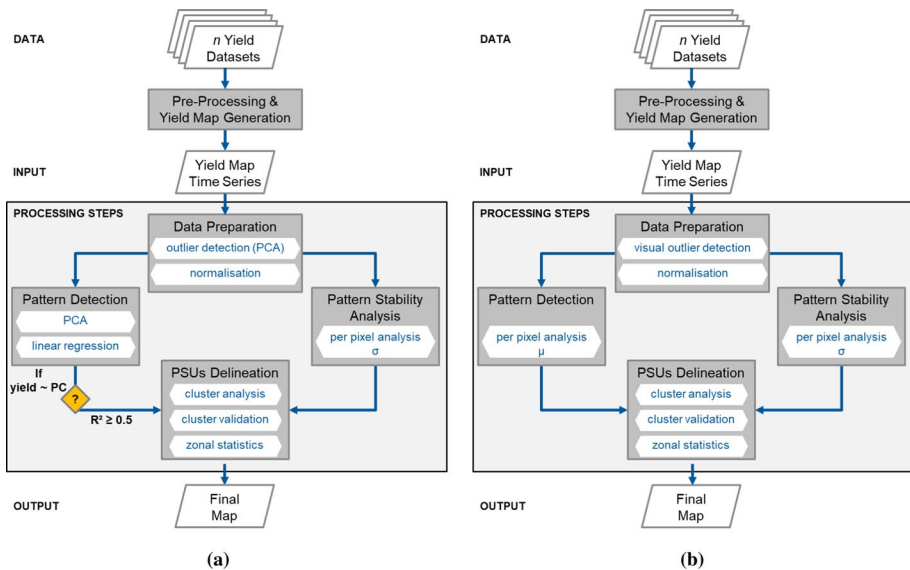 DATA
n Yield
Datasets
Pre-Processing &
Yield Map Generation
INPUT
Yield Map
Time Series
PROCESSING STEPS
Data Preparation
outlier detection (PCA)
normalisation
Pattern Detection
PCA
linear regression
Pattern Stability
Analysis
per pixel analysis
σ
If
yield ~ PC
?
R² ≥ 0.5
PSUs Delineation
cluster analysis
cluster validation
zonal statistics
OUTPUT
Final
Map
(a)
DATA
n Yield
Datasets
Pre-Processing &
Yield Map Generation
INPUT
Yield Map
Time Series
PROCESSING STEPS
Data Preparation
visual outlier detection
normalisation
Pattern Detection
per pixel analysis
μ
Pattern Stability
Analysis
per pixel analysis
σ
PSUs Delineation
cluster analysis
cluster validation
zonal statistics
OUTPUT
Final
Map
(b)